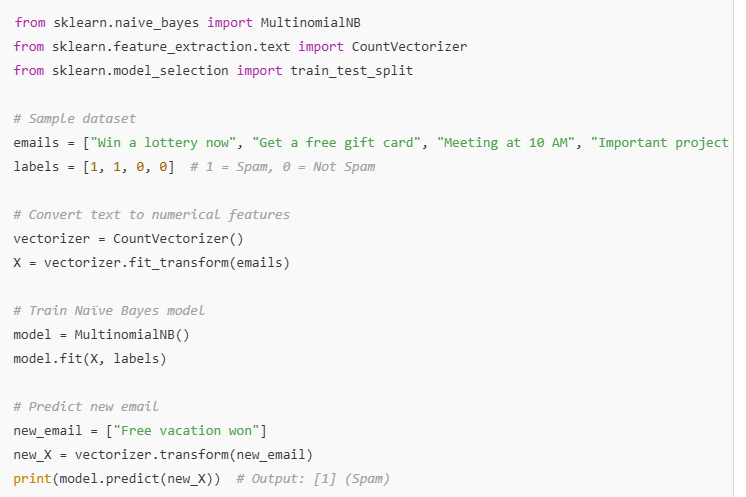 from sklearn.naive_bayes import MultinomialNB
from sklearn.feature_extraction.text import CountVectorizer
from sklearn.model_selection import train_test_split
# Sample dataset
emails = ["Win a lottery now", "Get a free gift card", "Meeting at 10 AM", "Important project
labels = [1, 1, 0, 0]  # 1 = Spam, 0 = Not Spam
# Convert text to numerical features
vectorizer = CountVectorizer()
X = vectorizer.fit_transform(emails)
# Train Naïve Bayes model
model = MultinomialNB()
model.fit(X, labels)
# Predict new email
new_email = ["Free vacation won"]
new_X = vectorizer.transform(new_email)
print(model.predict(new_X))  # Output: [1] (Spam)